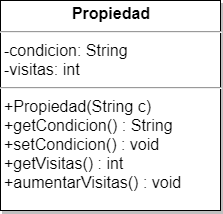 Propiedad
-condicion: String
-visitas: int
+Propiedad(String c)
+getCondicion() : String
+setCondicion() : void
+getVisitas() : int
+aumentarVisitas() : void